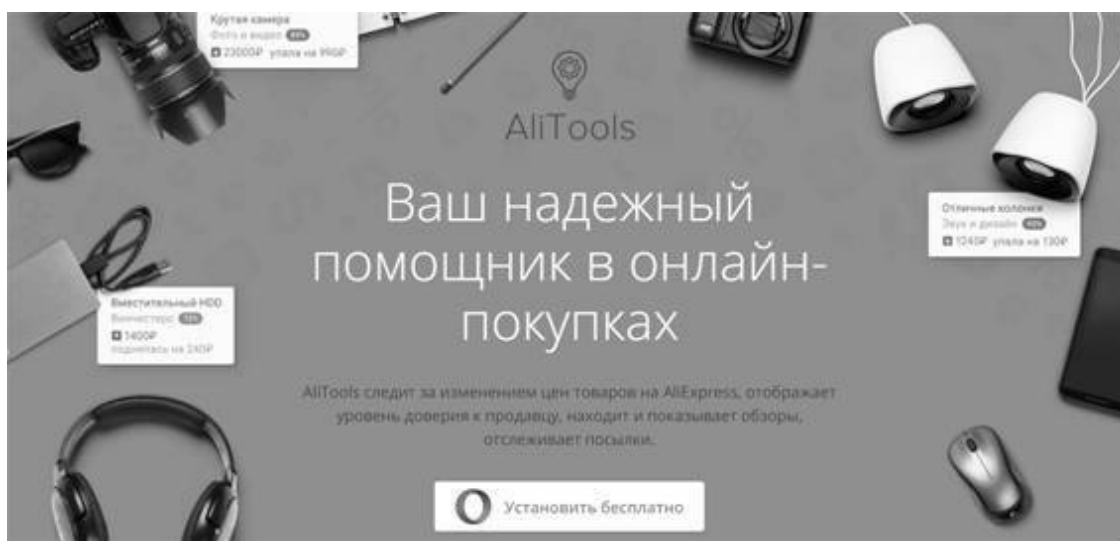 Крутая камера
Фото и видео
23000₽ упала на 990₽
AliTools
Ваш надежный
помощник в онлайн-
покупках
Отличные колонки
Звук и дизайн
1240₽ упала на 130₽
Вместительный HDD
Винчестеро
1400₽
поднялась на 240₽
AliTools следит за изменением цен товаров на AliExpress, отображает
уровень доверия к продавцу, находит и показывает обзоры,
отслеживает посылки.
Установить бесплатно